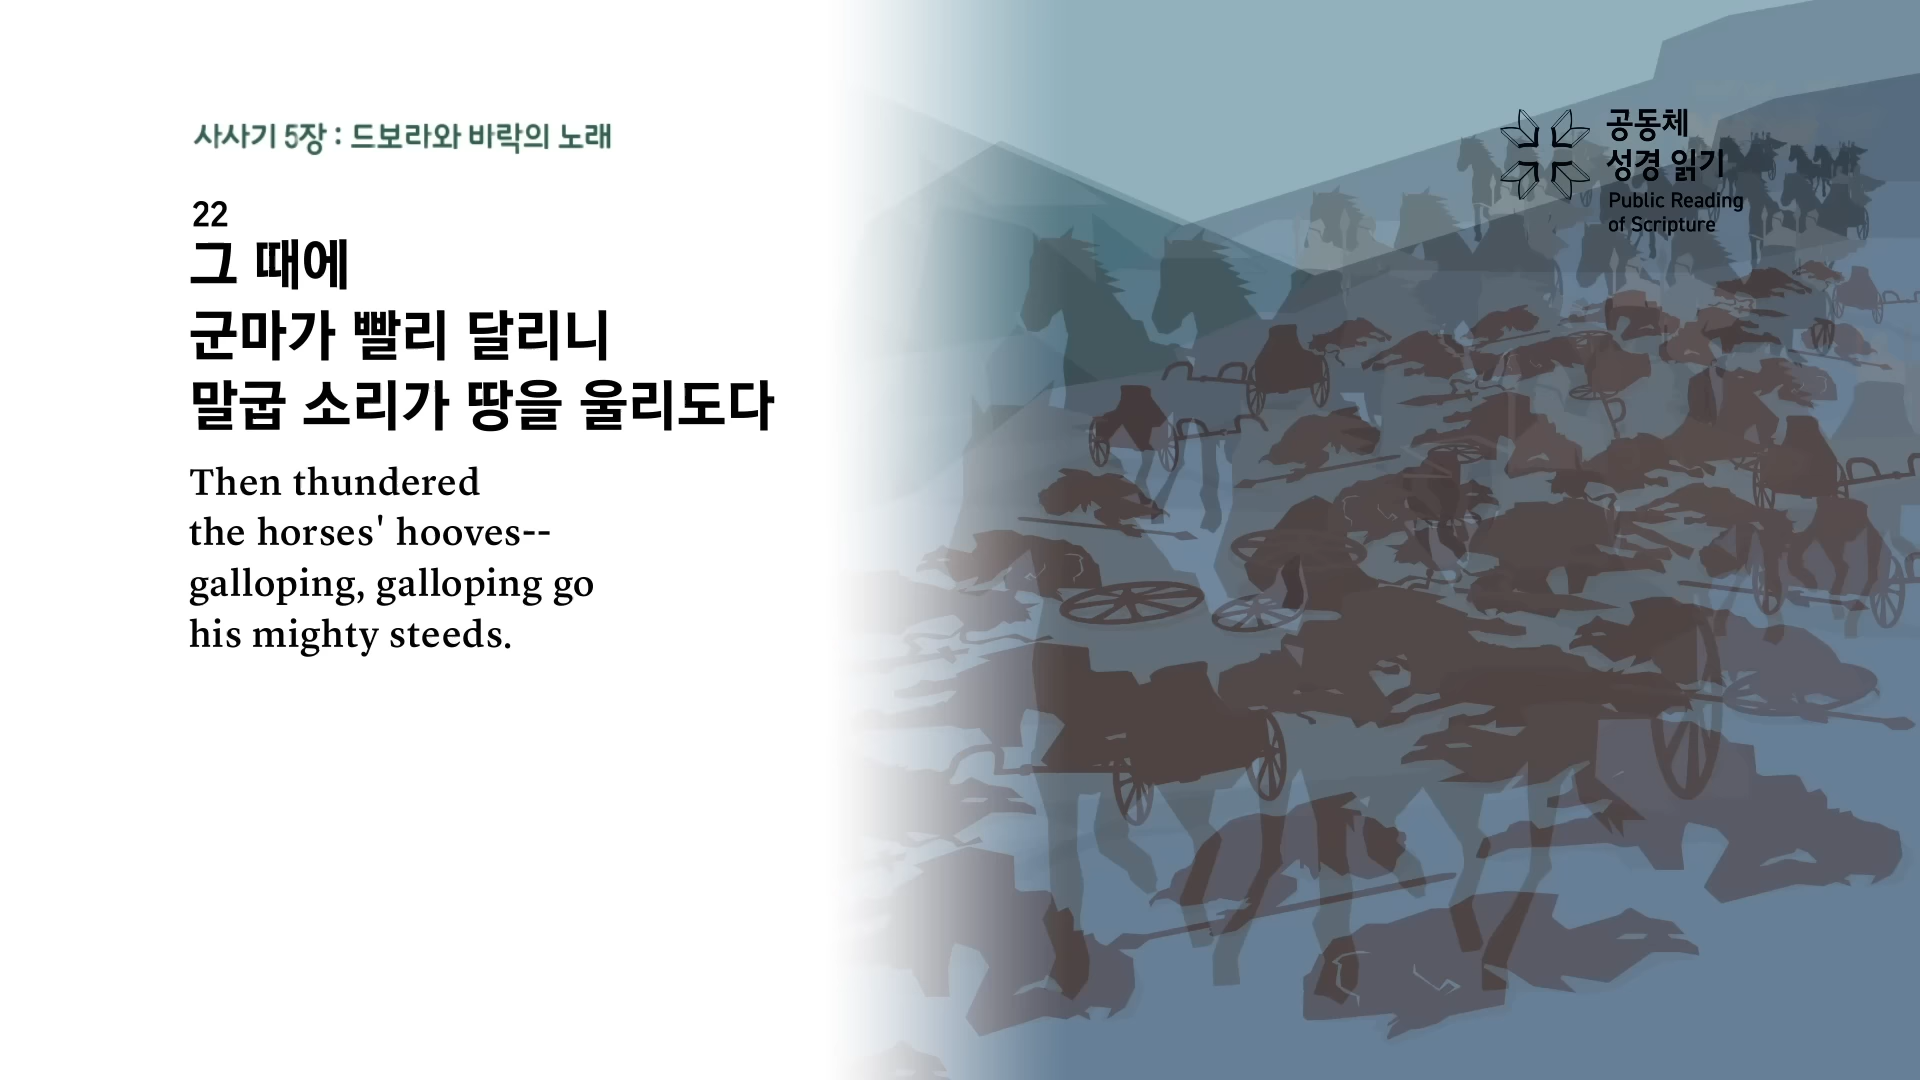 사사기 5장 : 드보라와 바락의 노래
22
그 때에
군마가 빨리 달리니
말굽 소리가 땅을 울리도다
Then thundered
the horses' hooves--
galloping, galloping go
his mighty steeds.
공동체
성경 읽기
Public Reading
of Scripture